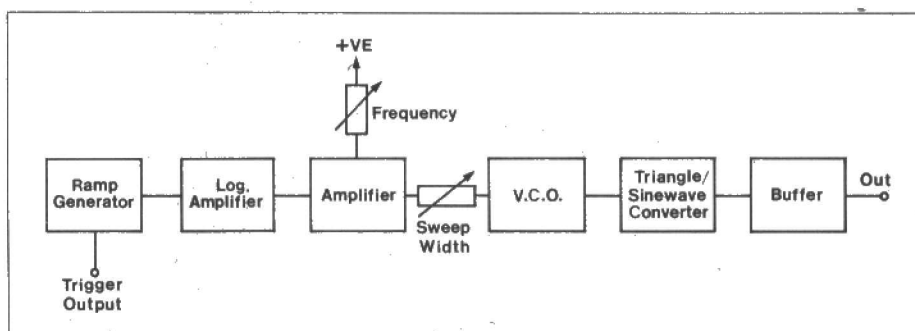 +VE
Frequency
Ramp
Generator
Log.
Amplifier
Amplifier
Sweep
Width
V.C.O.
Triangle/
Sinewave
Converter
Buffer
Out
Trigger
Output